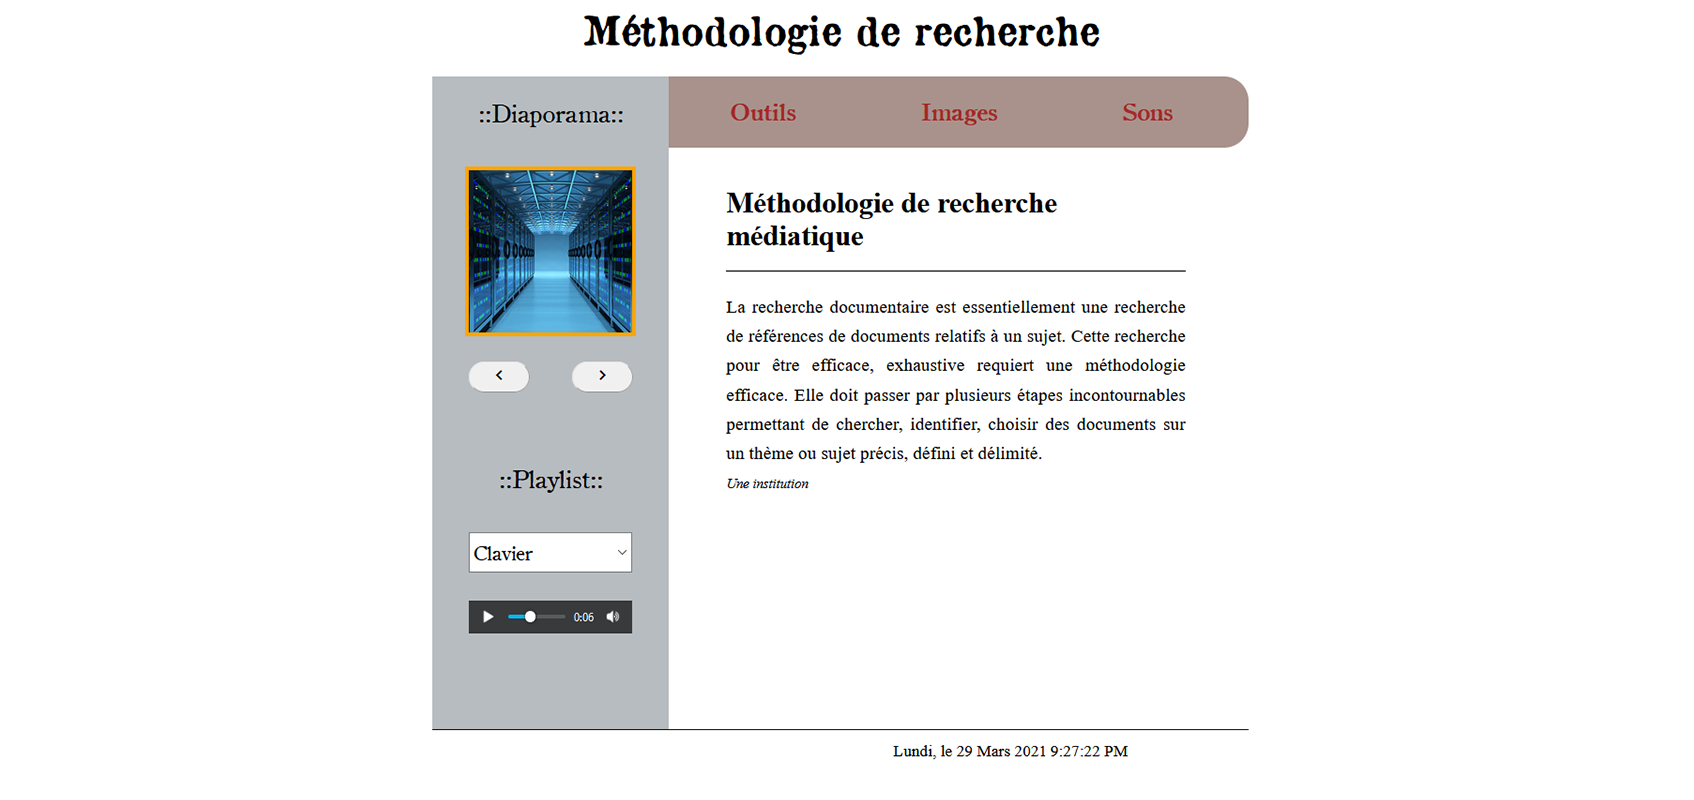 Méthodologie de recherche
::Diaporama::
Outils Images Sons
<
>
::Playlist::
Clavier
0:06
Méthodologie de recherche
médiatique
La recherche documentaire est essentiellement une recherche
de références de documents relatifs à un sujet. Cette recherche
pour être efficace, exhaustive requiert une méthodologie
efficace. Elle doit passer par plusieurs étapes incontournables
permettant de chercher, identifier, choisir des documents sur
un thème ou sujet précis, défini et délimité.
Une institution
Lundi, le 29 Mars 2021 9:27:22 PM